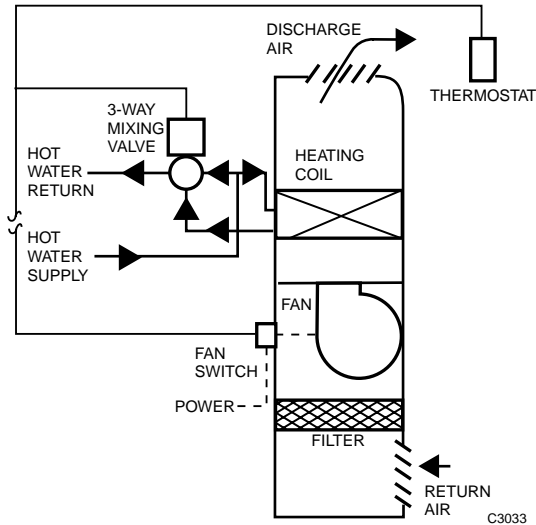 DISCHARGE
AIR
THERMOSTAT
3-WAY
MIXING
VALVE
HOT
WATER
RETURN
HEATING
COIL
HOT
WATER
SUPPLY
FAN
FAN
SWITCH
POWER
FILTER
RETURN
AIR
C3033